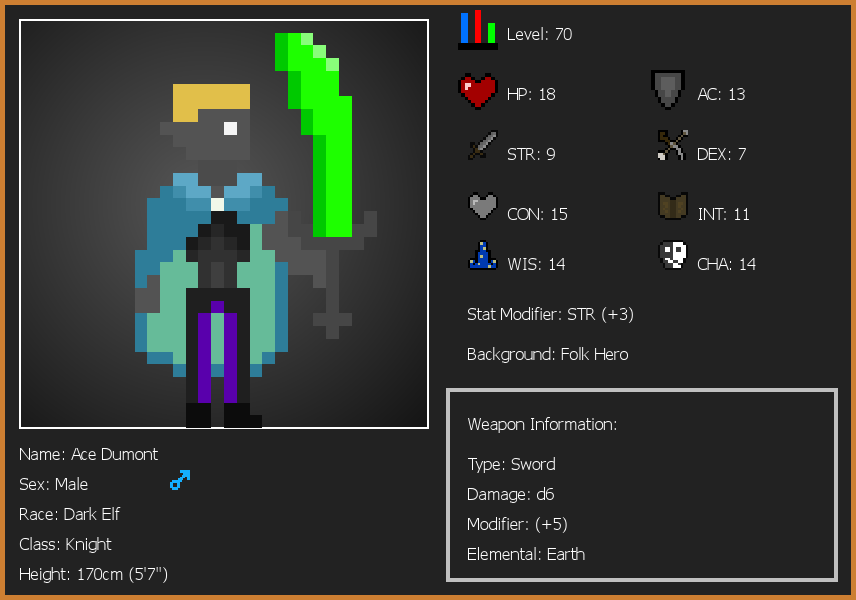 Level: 70
HP: 18
AC: 13
STR: 9
DEX: 7
CON: 15
INT: 11
WIS: 14
CHA: 14
Stat Modifier: STR (+3)
Background: Folk Hero
Weapon Information:
Type: Sword
Damage: d6
Modifier: (+5)
Elemental: Earth
Name: Ace Dumont
Sex: Male
Race: Dark Elf
Class: Knight
Height: 170cm (5'7")